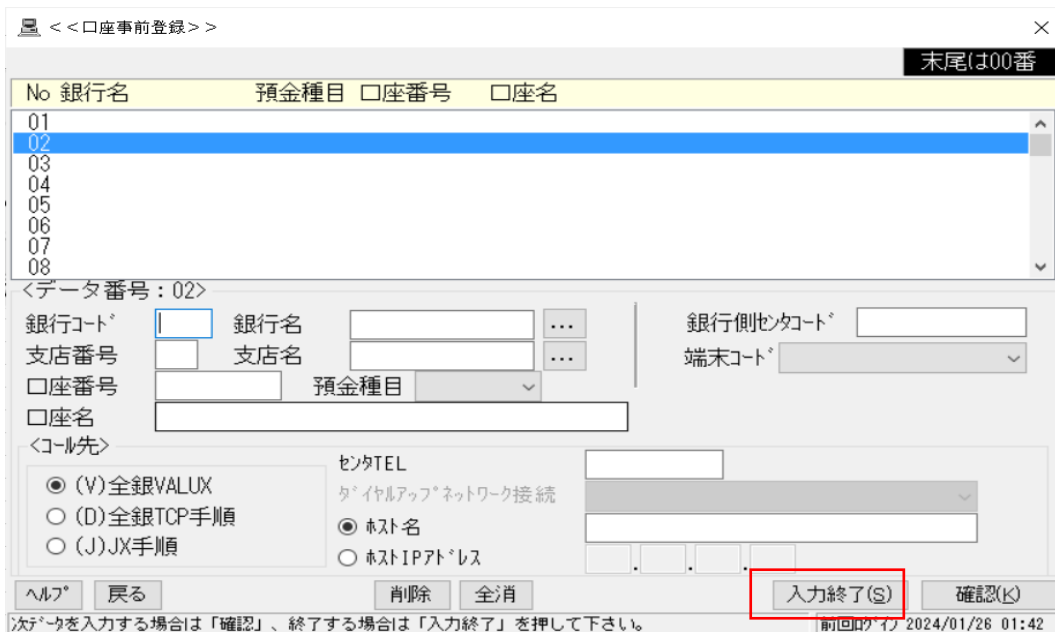 <<口座事前登録>>
末尾は00番
No 銀行名 預金種目 口座番号 口座名
01
02
03
04
05
06
07
08
<データ番号：02>
銀行ｺｰﾄﾞ 銀行名 ... 銀行側ｾﾝﾀｺｰﾄﾞ
支店番号 支店名 ... 端末ｺｰﾄﾞ
口座番号 預金種目
口座名
<ｺｰﾙ先>
(V)全銀VALUX
(D)全銀TCP手順
(J)JX手順
ｾﾝﾀTEL
ﾀﾞｲﾔﾙｱｯﾌﾟﾈｯﾄﾜｰｸ接続
ﾎｽﾄ名
ﾎｽﾄIPｱﾄﾞﾚｽ . . .
ﾍﾙﾌﾟ 戻る 削除 全消 入力終了(S) 確認(K)
次ﾃﾞｰﾀを入力する場合は「確認」、終了する場合は「入力終了」を押して下さい。 前回ﾛｸﾞｲﾝ 2024/01/26 01:42